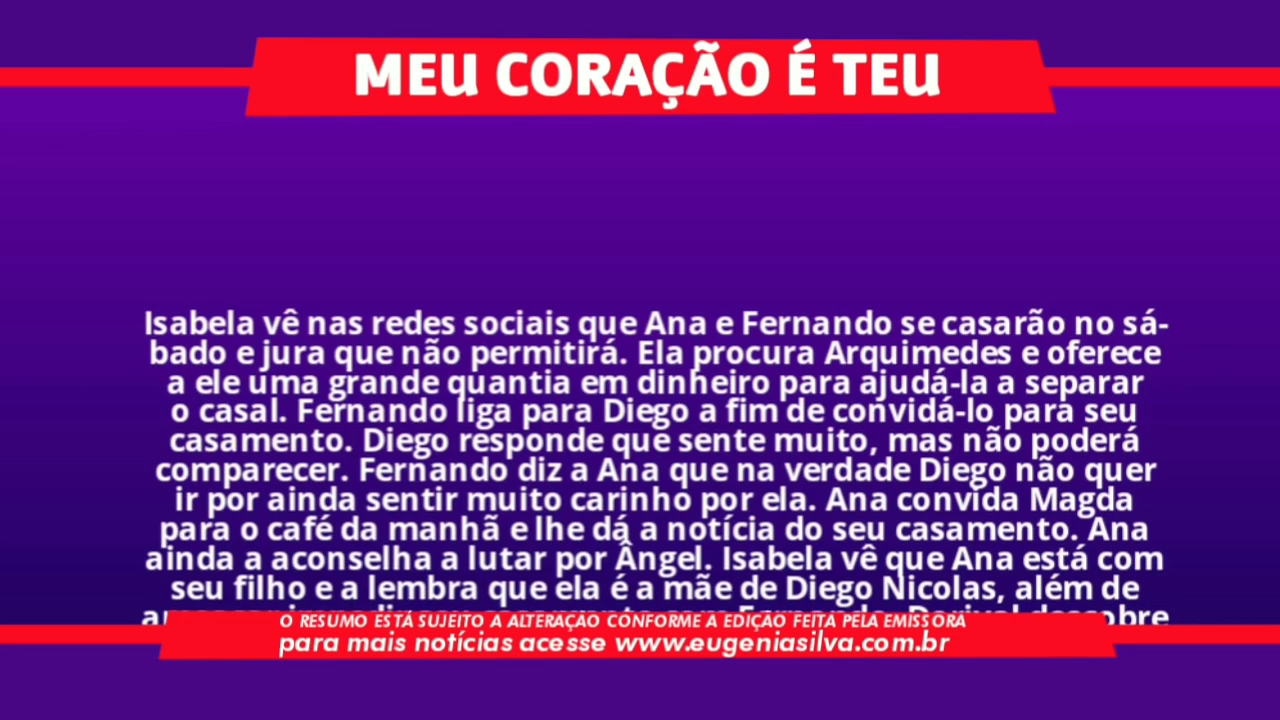 MEU CORAÇÃO É TEU
Isabela vê nas redes sociais que Ana e Fernando se casarão no sá-
bado e jura que não permitirá. Ela procura Arquimedes e oferece
a ele uma grande quantia em dinheiro para ajudá-la a separar
o casal. Fernando liga para Diego a fim de convidá-lo para seu
casamento. Diego responde que sente muito, mas não poderá
comparecer. Fernando diz a Ana que na verdade Diego não quer
ir por ainda sentir muito carinho por ela. Ana convida Magda
para o café da manhã e lhe dá a notícia do seu casamento. Ana
ainda a aconselha a lutar por Ângel. Isabela vê que Ana está com
seu filho e a lembra que ela é a mãe de Diego Nicolas, além de
O RESUMO ESTÁ SUJEITO A ALTERAÇÃO CONFORME A EDIÇÃO FEITA PELA EMISSORA
para mais notícias acesse www.eugeniasilva.com.br